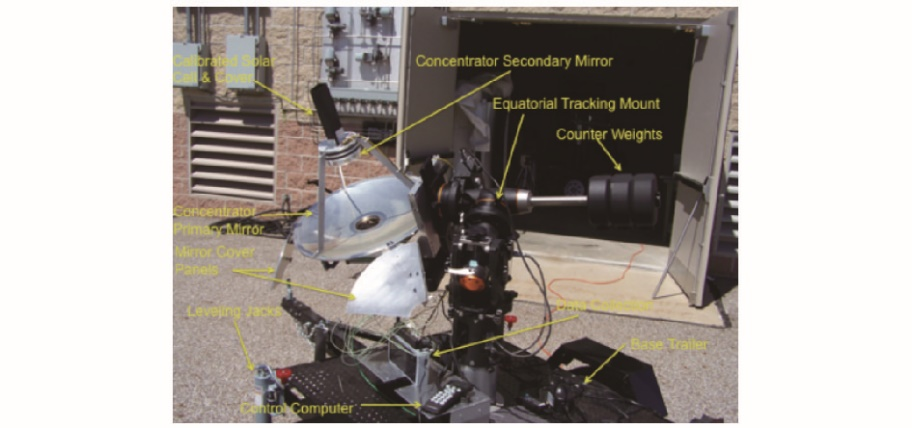 Concentrator Secondary Mirror
Calibrated Solar
Cell & Cover
Equatorial Tracking Mount
Counter Weights
Concentrator
Primary Mirror
Mirror Cover
Panels
Leveling Jacks
Base Trailer
Control Computer